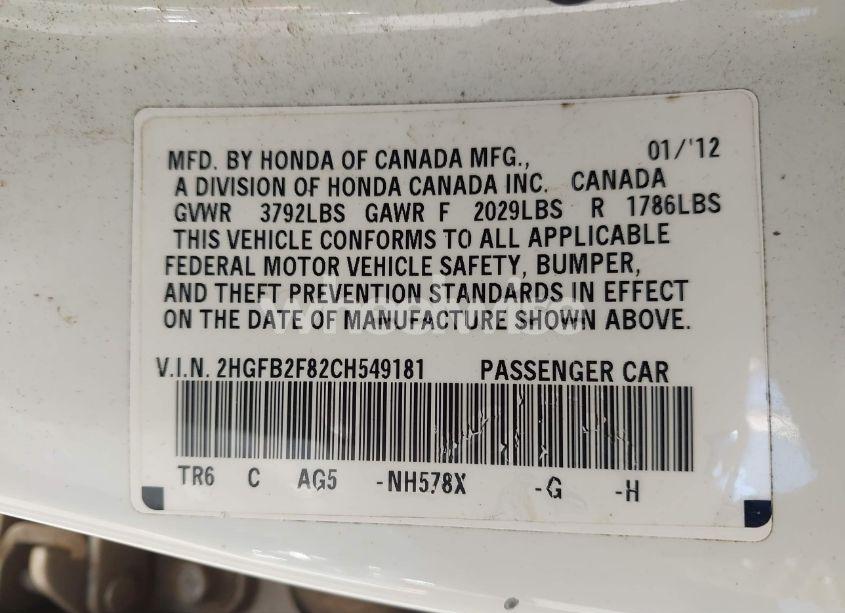 MFD. BY HONDA OF CANADA MFG., 01/'12
A DIVISION OF HONDA CANADA INC. CANADA
GVWR 3792LBS GAWR F 2029LBS R 1786LBS
THIS VEHICLE CONFORMS TO ALL APPLICABLE
FEDERAL MOTOR VEHICLE SAFETY, BUMPER,
AND THEFT PREVENTION STANDARDS IN EFFECT
ON THE DATE OF MANUFACTURE SHOWN ABOVE.
V.I.N. 2HGFB2F82CH549181 PASSENGER CAR
TR6 C AG5 -NH578X -G -H